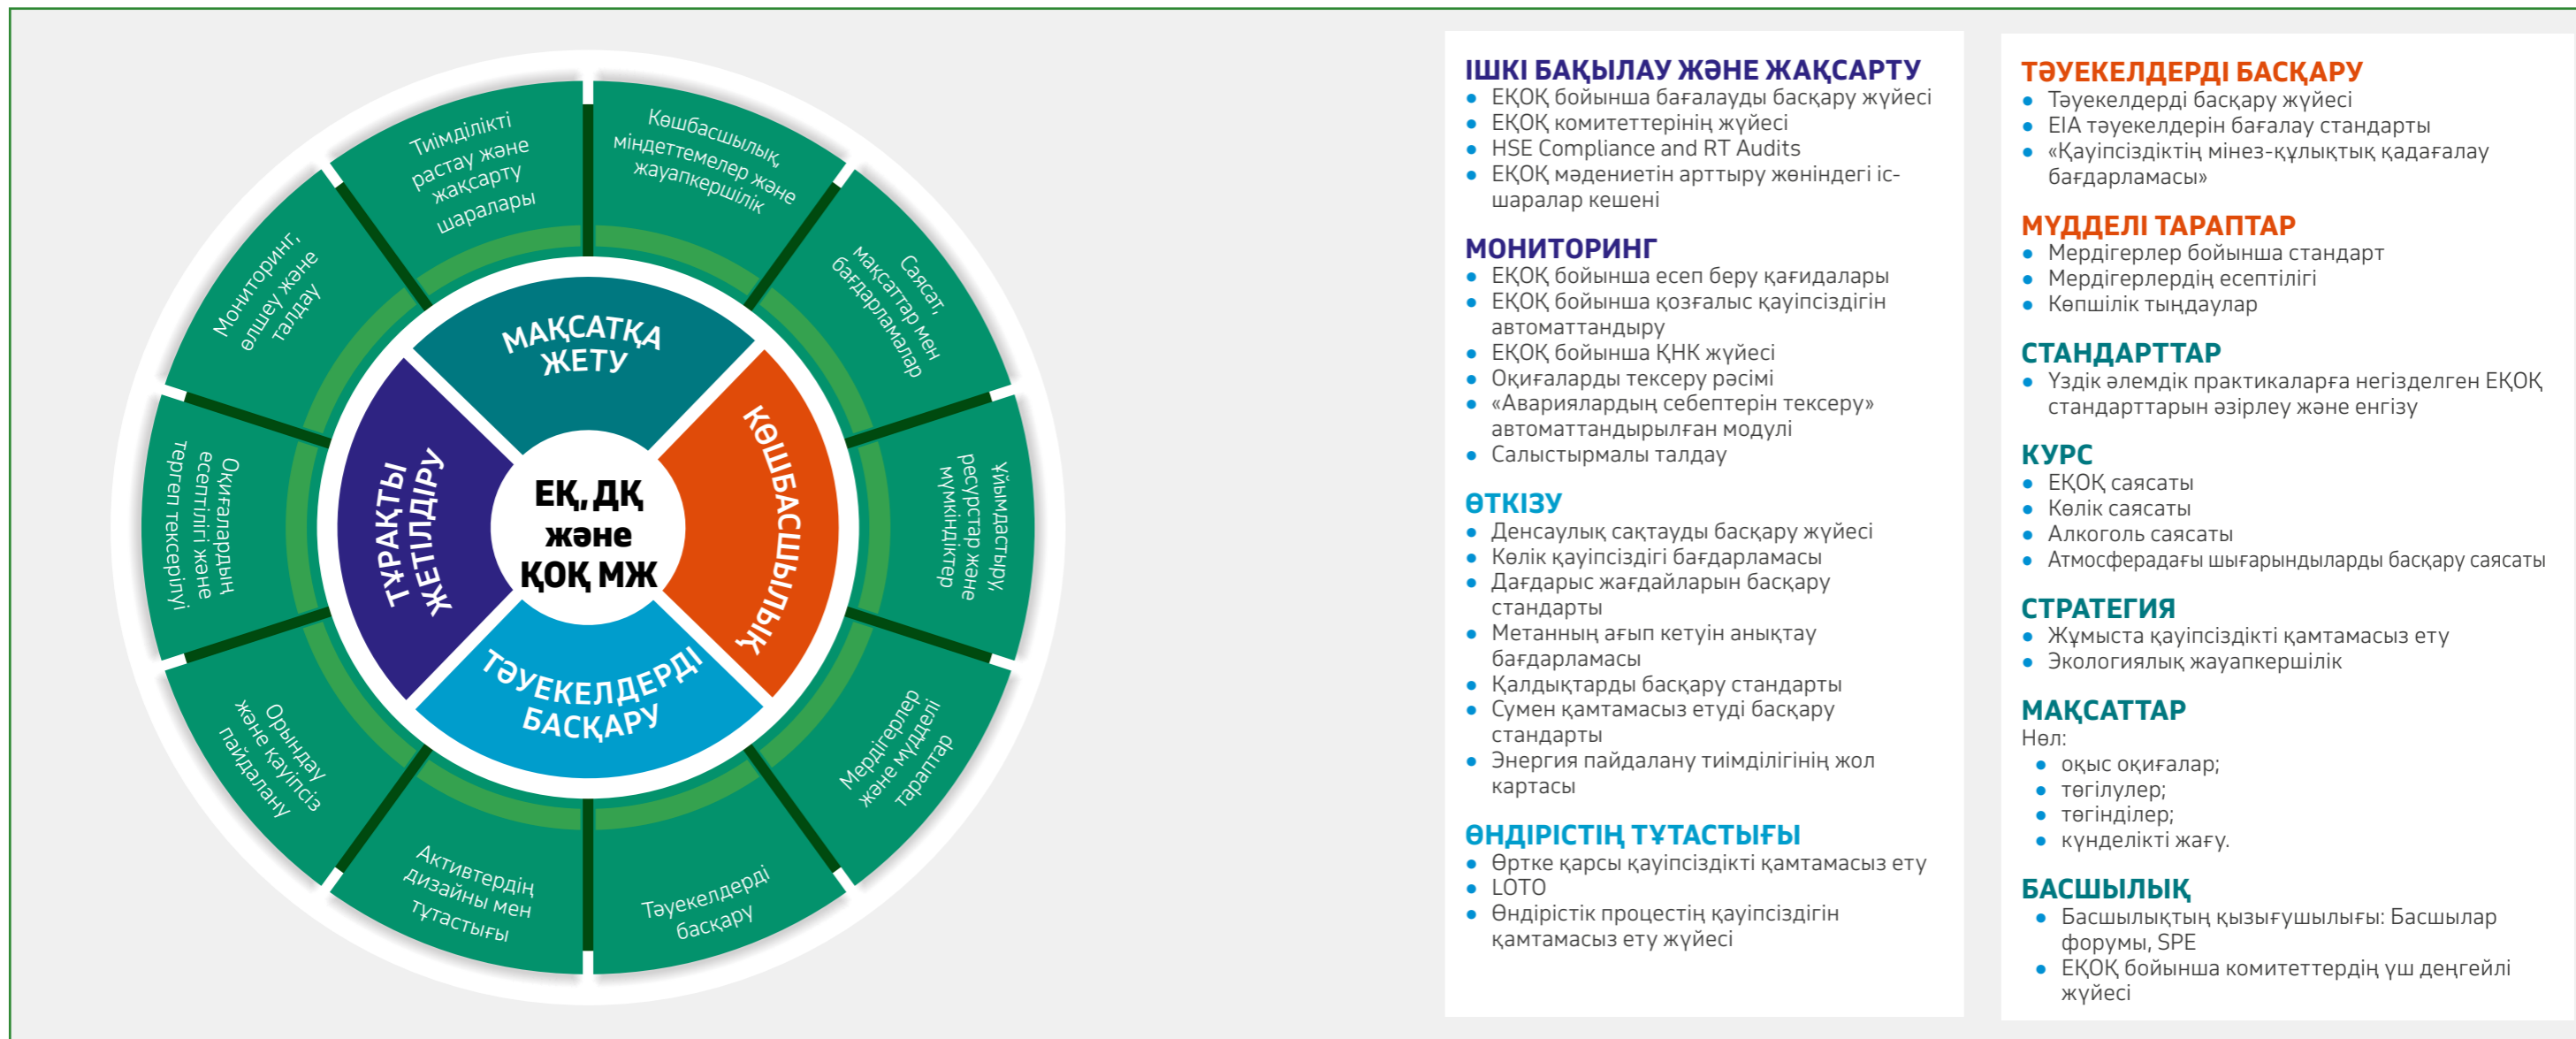 Тиімділікті
растау және
жақсарту
шаралары
Көшбасшылық,
міндеттемелер және
жауапкершілік
Саясат,
мақсаттар мен
бағдарламалар
Ұйымдастыру,
ресурстар және
мүмкіндіктер
Мердігерлер
және мүдделі
тараптар
Тәуекелдерді
басқару
Активтердің
дизайны мен
тұтастығы
Орындау
және қауіпсіз
пайдалану
Оқиғалардың
есептілігі және
тергеп тексерілуі
Мониторинг,
өлшеу және
талдау
МАҚСАТҚА
ЖЕТУ
КӨШБАСШЫЛЫҚ
ТӘУЕКЕЛДЕРДІ
БАСҚАРУ
ТҰРАҚТЫ
ЖЕТІЛДІРУ
ЕҚ, ДҚ
және
ҚОҚ МЖ
ІШКІ БАҚЫЛАУ ЖӘНЕ ЖАҚСАРТУ
● ЕҚОҚ бойынша бағалауды басқару жүйесі
● ЕҚОҚ комитеттерінің жүйесі
● HSE Compliance and RT Audits
● ЕҚОҚ мәдениетін арттыру жөніндегі іс-
шаралар кешені
МОНИТОРИНГ
● ЕҚОҚ бойынша есеп беру қағидалары
● ЕҚОҚ бойынша қозғалыс қауіпсіздігін
автоматтандыру
● ЕҚОҚ бойынша ҚНК жүйесі
● Оқиғаларды тексеру рәсімі
● «Авариялардың себептерін тексеру»
автоматтандырылған модулі
● Салыстырмалы талдау
ӨТКІЗУ
● Денсаулық сақтауды басқару жүйесі
● Көлік қауіпсіздігі бағдарламасы
● Дағдарыс жағдайларын басқару
стандарты
● Метанның ағып кетуін анықтау
бағдарламасы
● Қалдықтарды басқару стандарты
● Сумен қамтамасыз етуді басқару
стандарты
● Энергия пайдалану тиімділігінің жол
картасы
ӨНДІРІСТІҢ ТҰТАСТЫҒЫ
● Өртке қарсы қауіпсіздікті қамтамасыз ету
● LOTO
● Өндірістік процестің қауіпсіздігін
қамтамасыз ету жүйесі
ТӘУЕКЕЛДЕРДІ БАСҚАРУ
● Тәуекелдерді басқару жүйесі
● EIA тәуекелдерін бағалау стандарты
● «Қауіпсіздіктің мінез-құлықтық қадағалау
бағдарламасы»
МҮДДЕЛІ ТАРАПТАР
● Мердігерлер бойынша стандарт
● Мердігерлердің есептілігі
● Көпшілік тыңдаулар
СТАНДАРТТАР
● Үздік әлемдік практикаларға негізделген ЕҚОҚ
стандарттарын әзірлеу және енгізу
КУРС
● ЕҚОҚ саясаты
● Көлік саясаты
● Алкоголь саясаты
● Атмосферадағы шығарындыларды басқару саясаты
СТРАТЕГИЯ
● Жұмыста қауіпсіздікті қамтамасыз ету
● Экологиялық жауапкершілік
МАҚСАТТАР
Нөл:
● оқыс оқиғалар;
● төгілулер;
● төгінділер;
● күнделікті жағу.
БАСШЫЛЫҚ
● Басшылықтың қызығушылығы: Басшылар
форумы, SPE
● ЕҚОҚ бойынша комитеттердің үш деңгейлі
жүйесі